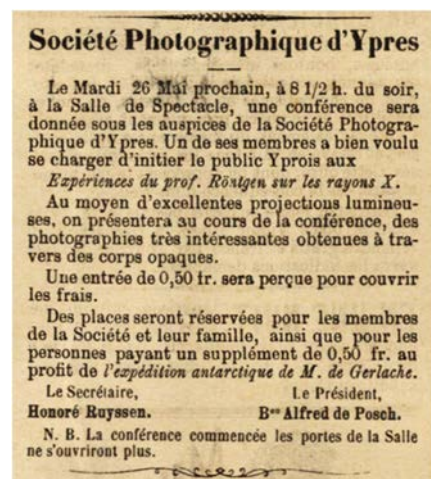 Société Photographique d'Ypres
Le Mardi 26 Mai prochain, à 8 1/2 h. du soir,
à la Salle de Spectacle, une conférence sera
donnée sous les auspices de la Société Photogra-
phique d'Ypres. Un de ses membres a bien voulu
se charger d'initier le public Yprois aux
Expériences du prof. Röntgen sur les rayons X.
Au moyen d'excellentes projections lumineu-
ses, on présentera au cours de la conférence, des
photographies très intéressantes obtenues à tra-
vers des corps opaques.
Une entrée de 0,50 fr. sera perçue pour couvrir
les frais.
Des places seront réservées pour les membres
de la Société et leur famille, ainsi que pour les
personnes payant un supplément de 0,50 fr. au
profit de l'expédition antarctique de M. de Gerlache.
Le Secrétaire, Le Président,
Honoré Ruyssen. Bon Alfred de Posch.
N. B. La conférence commencée les portes de la Salle
ne s'ouvriront plus.